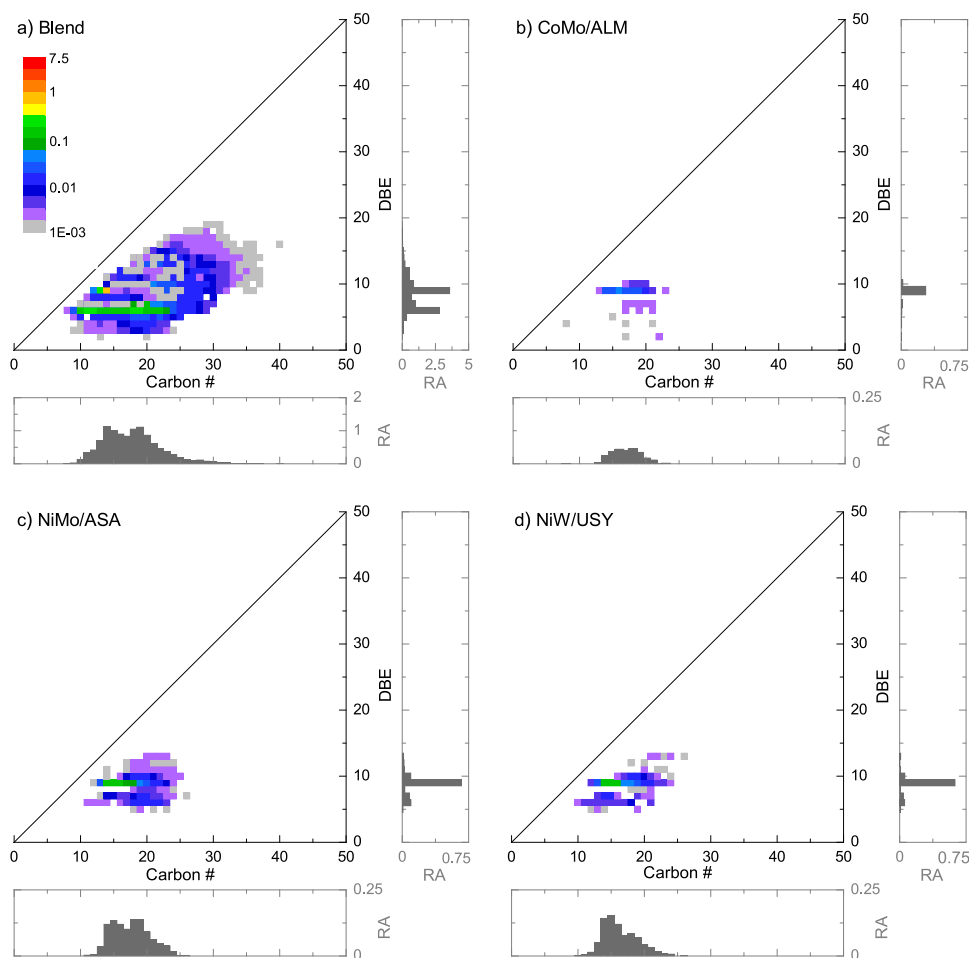 a) Blend
7.5
1
0.1
0.01
1E-03
50
40
30
20
10
0
DBE
0 10 20 30 40 50
Carbon #
0 2.5 5
RA
2
1
0
RA
b) CoMo/ALM
50
40
30
20
10
0
DBE
0 10 20 30 40 50
Carbon #
0 0.75
RA
0.25
0
RA
c) NiMo/ASA
50
40
30
20
10
0
DBE
0 10 20 30 40 50
Carbon #
0 0.75
RA
0.25
0
RA
d) NiW/USY
50
40
30
20
10
0
DBE
0 10 20 30 40 50
Carbon #
0 0.75
RA
0.25
0
RA